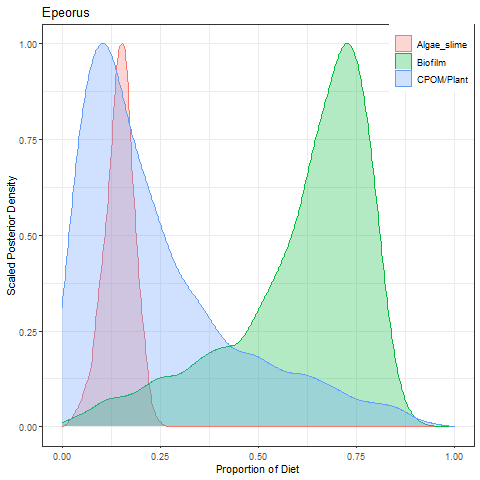 Epeorus
Algae_slime
Biofilm
CPOM/Plant
1.00
0.75
0.50
0.25
0.00
Scaled Posterior Density
0.00 0.25 0.50 0.75 1.00
Proportion of Diet